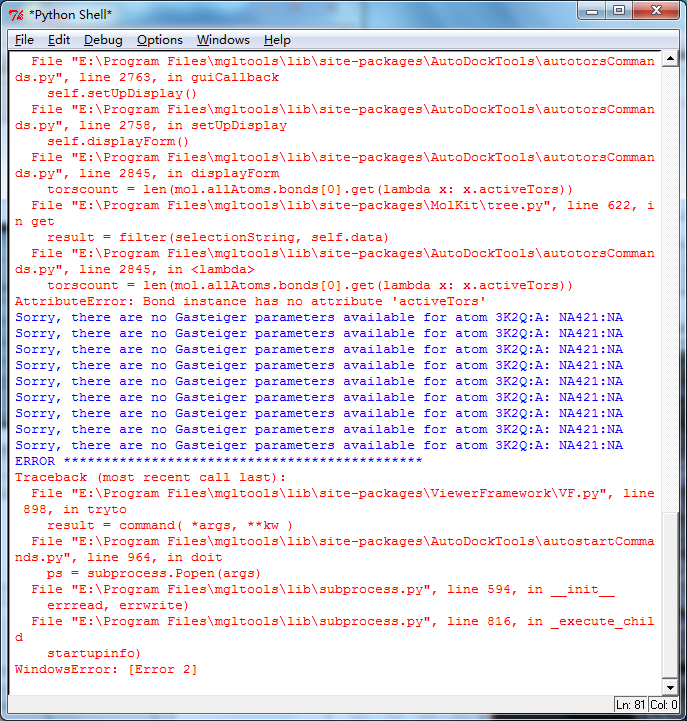 *Python Shell*
File Edit Debug Options Windows Help
File "E:\Program Files\mgltools\lib\site-packages\AutoDockTools\autotorsComman
ds.py", line 2763, in guiCallback
self.setUpDisplay()
File "E:\Program Files\mgltools\lib\site-packages\AutoDockTools\autotorsComman
ds.py", line 2758, in setUpDisplay
self.displayForm()
File "E:\Program Files\mgltools\lib\site-packages\AutoDockTools\autotorsComman
ds.py", line 2845, in displayForm
torscount = len(mol.allAtoms.bonds[0].get(lambda x: x.activeTors))
File "E:\Program Files\mgltools\lib\site-packages\MolKit\tree.py", line 622, i
n get
result = filter(selectionString, self.data)
File "E:\Program Files\mgltools\lib\site-packages\AutoDockTools\autotorsComman
ds.py", line 2845, in <lambda>
torscount = len(mol.allAtoms.bonds[0].get(lambda x: x.activeTors))
AttributeError: Bond instance has no attribute 'activeTors'
Sorry, there are no Gasteiger parameters available for atom 3K2Q:A: NA421:NA
Sorry, there are no Gasteiger parameters available for atom 3K2Q:A: NA421:NA
Sorry, there are no Gasteiger parameters available for atom 3K2Q:A: NA421:NA
Sorry, there are no Gasteiger parameters available for atom 3K2Q:A: NA421:NA
Sorry, there are no Gasteiger parameters available for atom 3K2Q:A: NA421:NA
Sorry, there are no Gasteiger parameters available for atom 3K2Q:A: NA421:NA
Sorry, there are no Gasteiger parameters available for atom 3K2Q:A: NA421:NA
Sorry, there are no Gasteiger parameters available for atom 3K2Q:A: NA421:NA
Sorry, there are no Gasteiger parameters available for atom 3K2Q:A: NA421:NA
ERROR *********************************************
Traceback (most recent call last):
File "E:\Program Files\mgltools\lib\site-packages\ViewerFramework\VF.py", line
898, in tryto
result = command( *args, **kw )
File "E:\Program Files\mgltools\lib\site-packages\AutoDockTools\autostartComma
nds.py", line 964, in doit
ps = subprocess.Popen(args)
File "E:\Program Files\mgltools\lib\subprocess.py", line 594, in __init__
errread, errwrite)
File "E:\Program Files\mgltools\lib\subprocess.py", line 816, in _execute_chil
d
startupinfo)
WindowsError: [Error 2]
Ln: 81 Col: 0